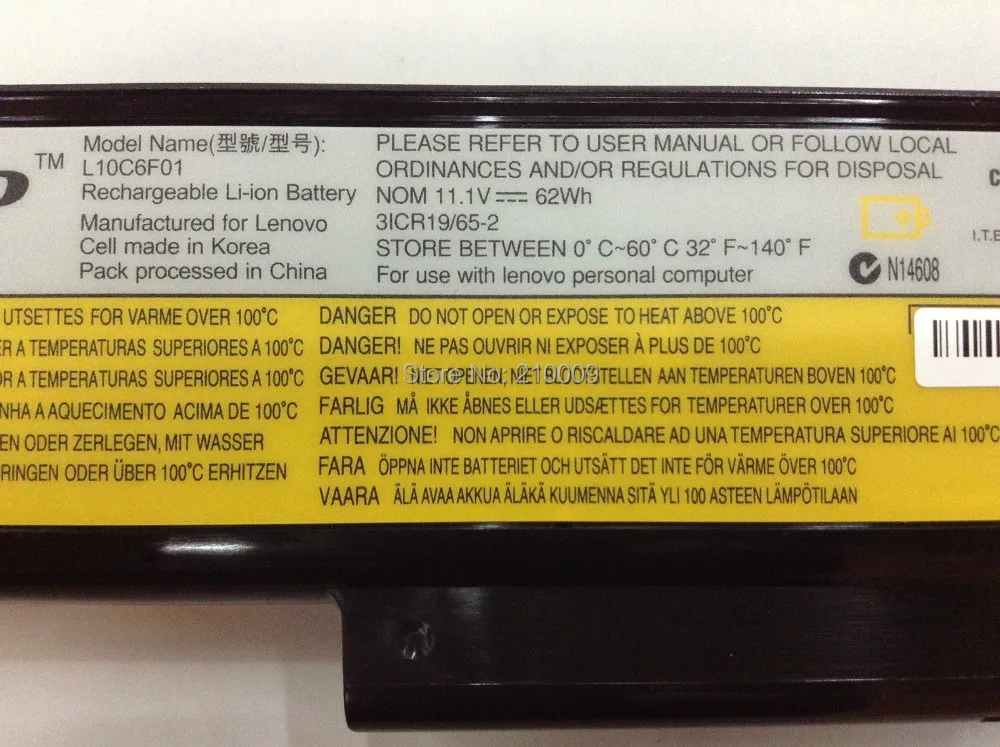 TM
Model Name(型號/型号):
L10C6F01
Rechargeable Li-ion Battery
Manufactured for Lenovo
Cell made in Korea
Pack processed in China
PLEASE REFER TO USER MANUAL OR FOLLOW LOCAL
ORDINANCES AND/OR REGULATIONS FOR DISPOSAL
NOM 11.1V 62Wh
3ICR19/65-2
STORE BETWEEN 0° C~60° C 32° F~140° F
For use with lenovo personal computer
N14608
I.T.E
UTSETTES FOR VARME OVER 100°C
R A TEMPERATURAS SUPERIORES A 100°C
OR A TEMPERATURAS SUPERIORES A 100°C
NHA A AQUECIMENTO ACIMA DE 100°C
EN ODER ZERLEGEN, MIT WASSER
RINGEN ODER ÜBER 100°C ERHITZEN
DANGER DO NOT OPEN OR EXPOSE TO HEAT ABOVE 100°C
DANGER! NE PAS OUVRIR NI EXPOSER À PLUS DE 100°C
GEVAAR! OPENEN, NIET BLOOTSTELLEN AAN TEMPERATUREN BOVEN 100°C
Store No: 219009
FARLIG MÅ IKKE ÅBNES ELLER UDSÆTTES FOR TEMPERATURER OVER 100°C
ATTENZIONE! NON APRIRE O RISCALDARE AD UNA TEMPERATURA SUPERIORE AI 100°C
FARA ÖPPNA INTE BATTERIET OCH UTSÄTT DET INTE FÖR VÄRME ÖVER 100°C
VAARA ÄLÄ AVAA AKKUA ÄLÄKÄ KUUMENNA SITÄ YLI 100 ASTEEN LÄMPÖTILAAN